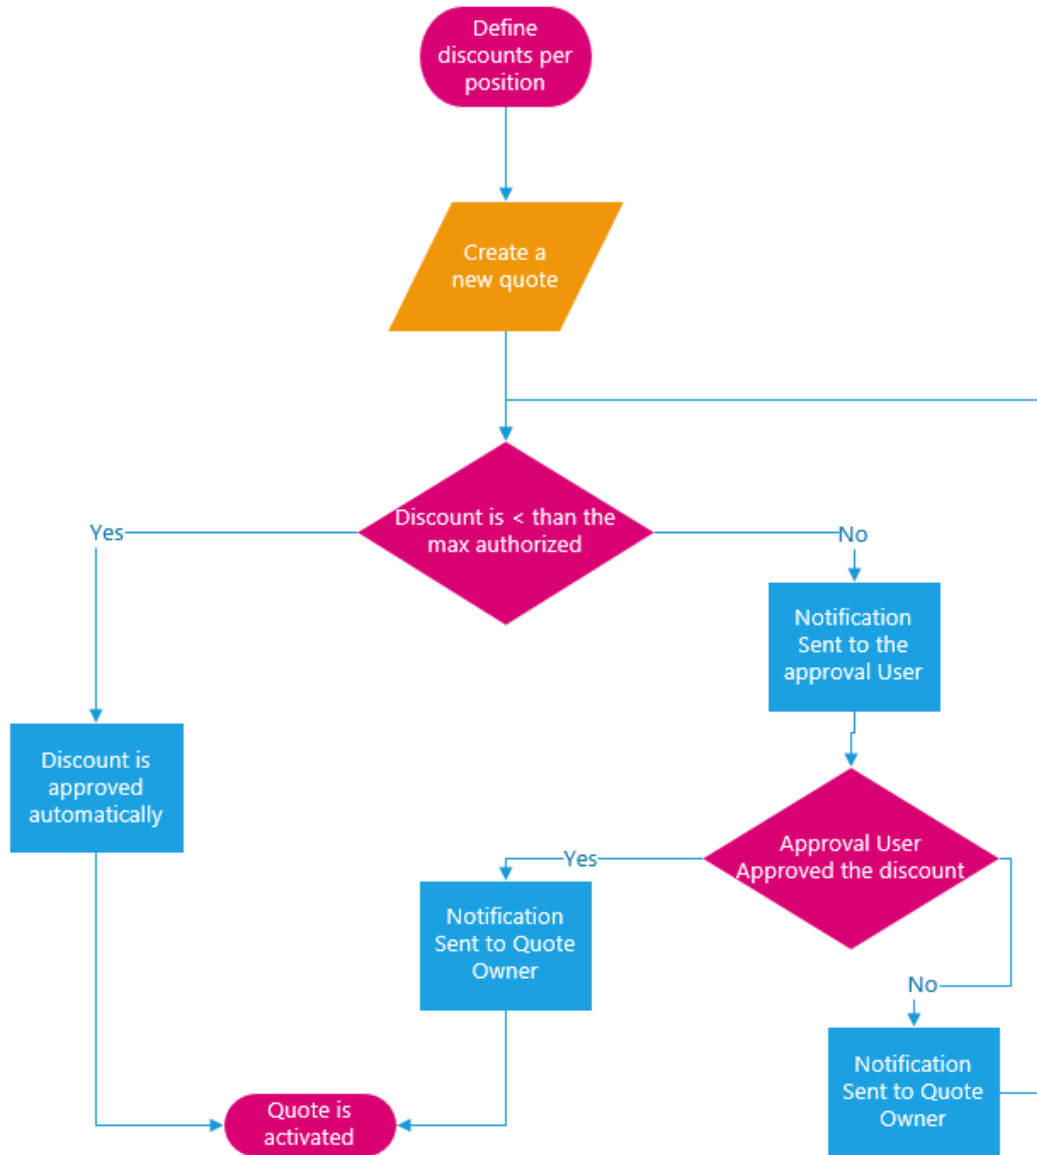 Define
discounts per
position
Create a
new quote
Discount is < than the
max authorized
Yes
No
Notification
Sent to the
approval User
Discount is
approved
automatically
Approval User
Approved the discount
Yes
Notification
Sent to Quote
Owner
No
Notification
Sent to Quote
Owner
Quote is
activated